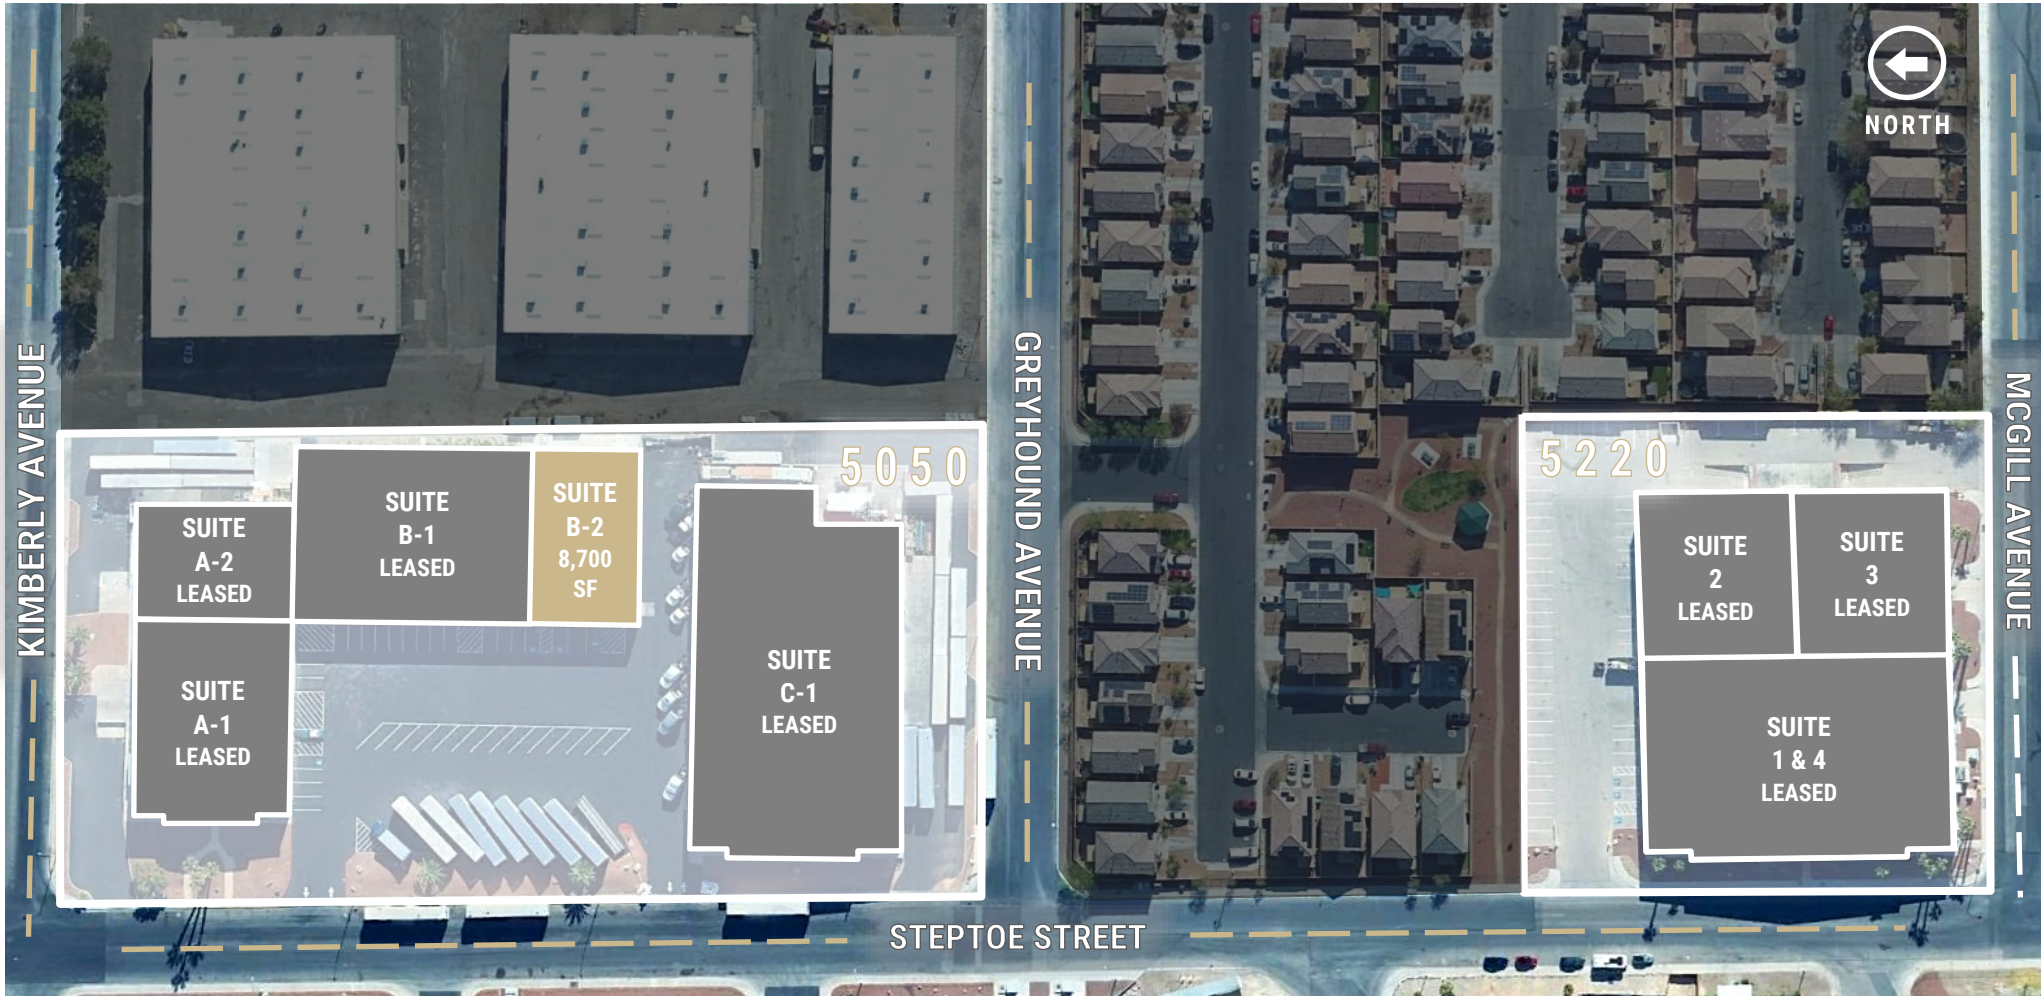 NORTH
KIMBERLY AVENUE
GREYHOUND AVENUE
MCGILL AVENUE
5050
SUITE
A-2
LEASED
SUITE
B-1
LEASED
SUITE
B-2
8,700
SF
SUITE
A-1
LEASED
SUITE
C-1
LEASED
5220
SUITE
2
LEASED
SUITE
3
LEASED
SUITE
1 & 4
LEASED
STEPTOE STREET